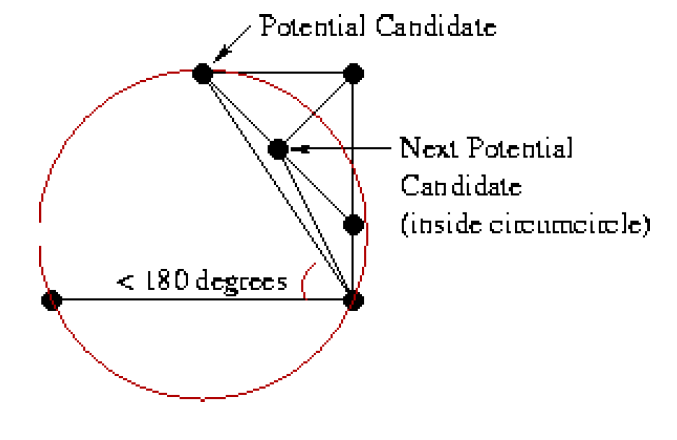 Potential Candidate
Next Potential
Candidate
(inside circumcircle)
< 180 degrees